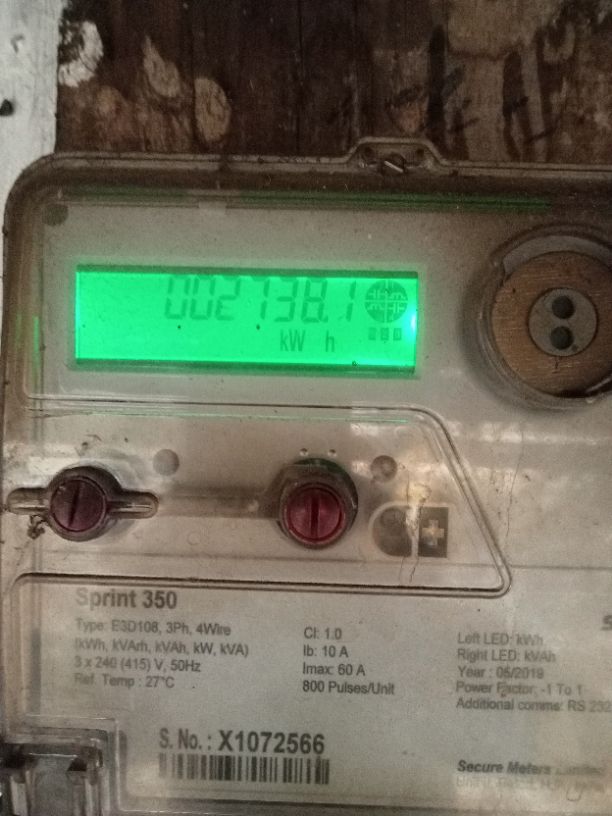 002738.1
kW h
Sprint 350
Type: E3D108, 3Ph, 4Wire
(kWh, kVArh, kVAh, kW, kVA)
3 x 240 (415) V, 50Hz
Ref. Temp : 27°C
Cl: 1.0
Ib: 10 A
Imax: 60 A
800 Pulses/Unit
Left LED: kWh
Right LED: kVAh
Year : 05/2019
Power Factor: -1 To 1
Additional comms: RS 232
S. No. : X1072566
Secure Meters Limited